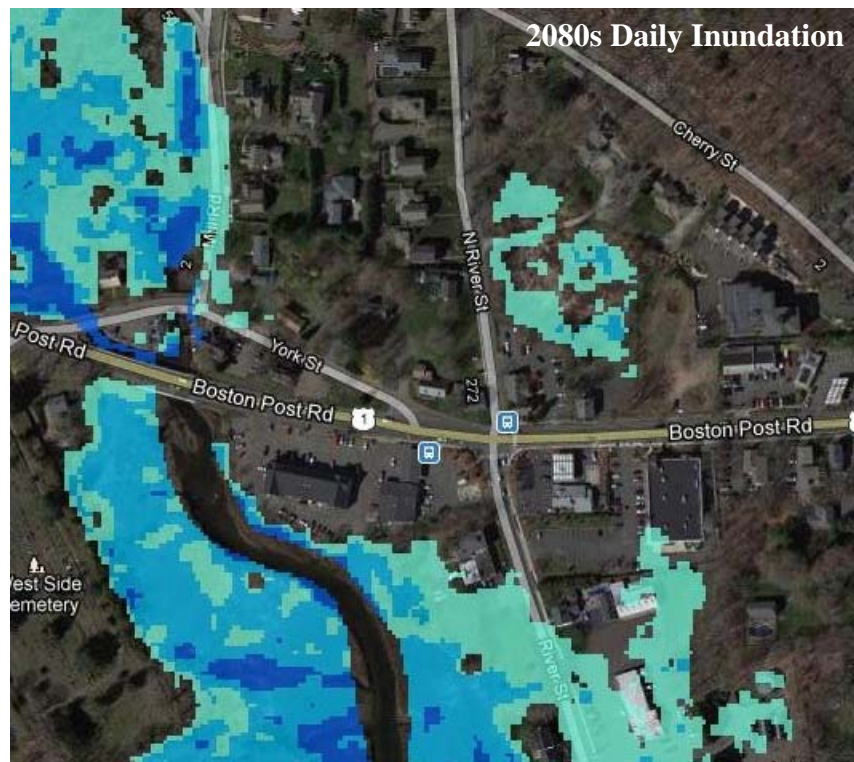 2080s Daily Inundation
Cherry St
Mill Rd
2
N River St
2
Post Rd
York St
272
Boston Post Rd
1
Boston Post Rd
West Side
emetery
River St